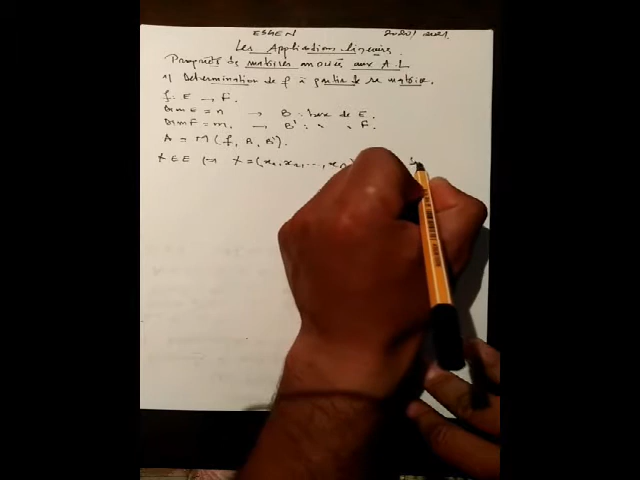 ESGEN 2020/2021
Les Applications linéaires
Propriétés de matrices associées aux A.L
1) Détermination de f à partir de sa matrice.
f: E → F.
Dim E = n → B: base de E.
Dim F = m. → B': " " F.
A = M(f, B, B').
x ∈ E X = (x₁, x₂, ..., xₙ)